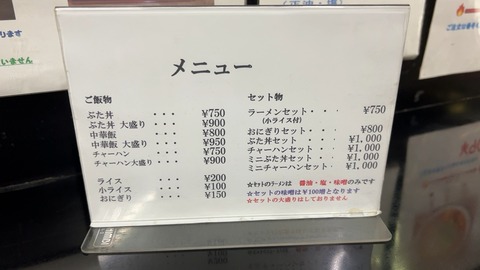 メニュー
ご飯物
ぶた丼 ・・・ ¥750
ぶた丼 大盛り ・・・ ¥900
中華飯 ・・・ ¥800
中華飯 大盛り ・・・ ¥950
チャーハン ・・・ ¥750
チャーハン大盛り ・・・ ¥900
ライス ・・・ ¥200
小ライス ・・・ ¥100
おにぎり ・・・ ¥150
セット物
ラーメンセット・・・ ¥750
(小ライス付)
おにぎりセット・・・ ¥800
ぶた丼セット・・・ ¥1,000
チャーハンセット・・・ ¥1,000
ミニぶた丼セット・・・ ¥1,000
ミニチャーハンセット・・・ ¥1,000
☆セットのラーメンは 醤油・塩・味噌のみです
☆セットの味噌は¥100増となります
☆セットの大盛りはしておりません
(正油・塩)
ます
いません